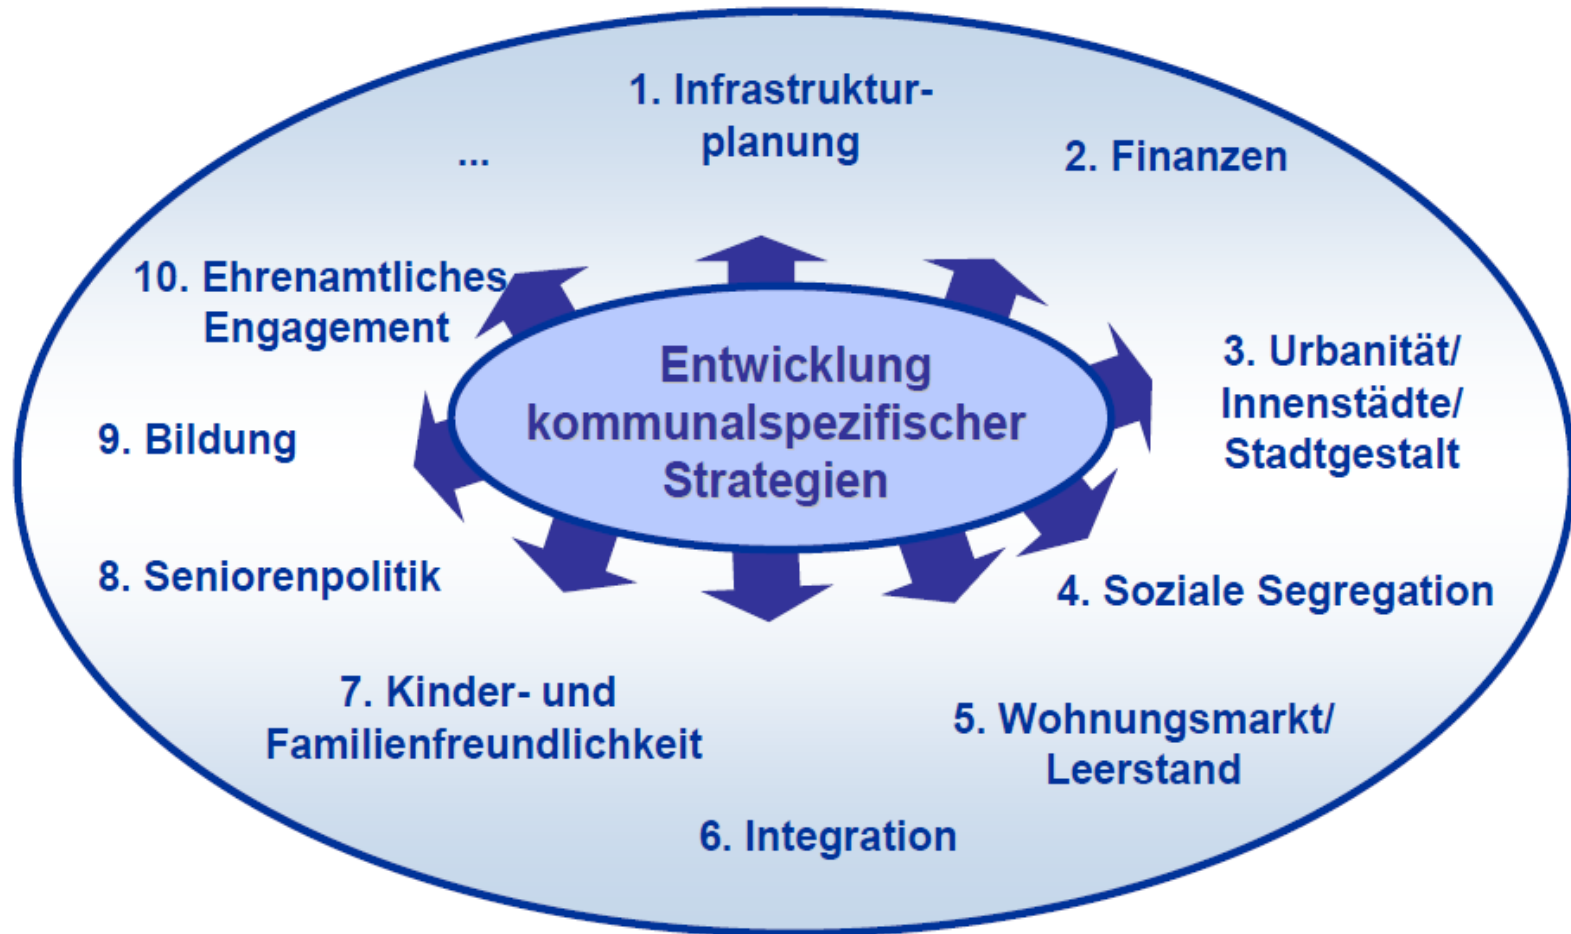 1. Infrastruktur-
planung
2. Finanzen
3. Urbanität/
Innenstädte/
Stadtgestalt
4. Soziale Segregation
5. Wohnungsmarkt/
Leerstand
6. Integration
7. Kinder- und
Familienfreundlichkeit
8. Seniorenpolitik
9. Bildung
10. Ehrenamtliches
Engagement
...
Entwicklung
kommunalspezifischer
Strategien